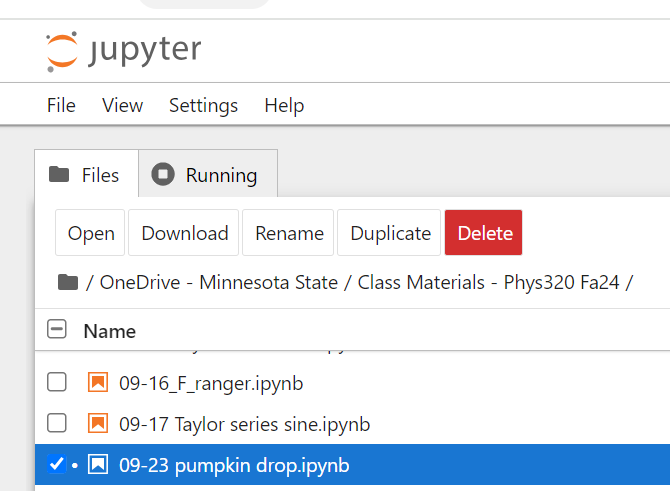 jupyter
File View Settings Help
Files Running
Open Download Rename Duplicate Delete
/ OneDrive - Minnesota State / Class Materials - Phys320 Fa24 /
Name
09-16_F_ranger.ipynb
09-17 Taylor series sine.ipynb
09-23 pumpkin drop.ipynb